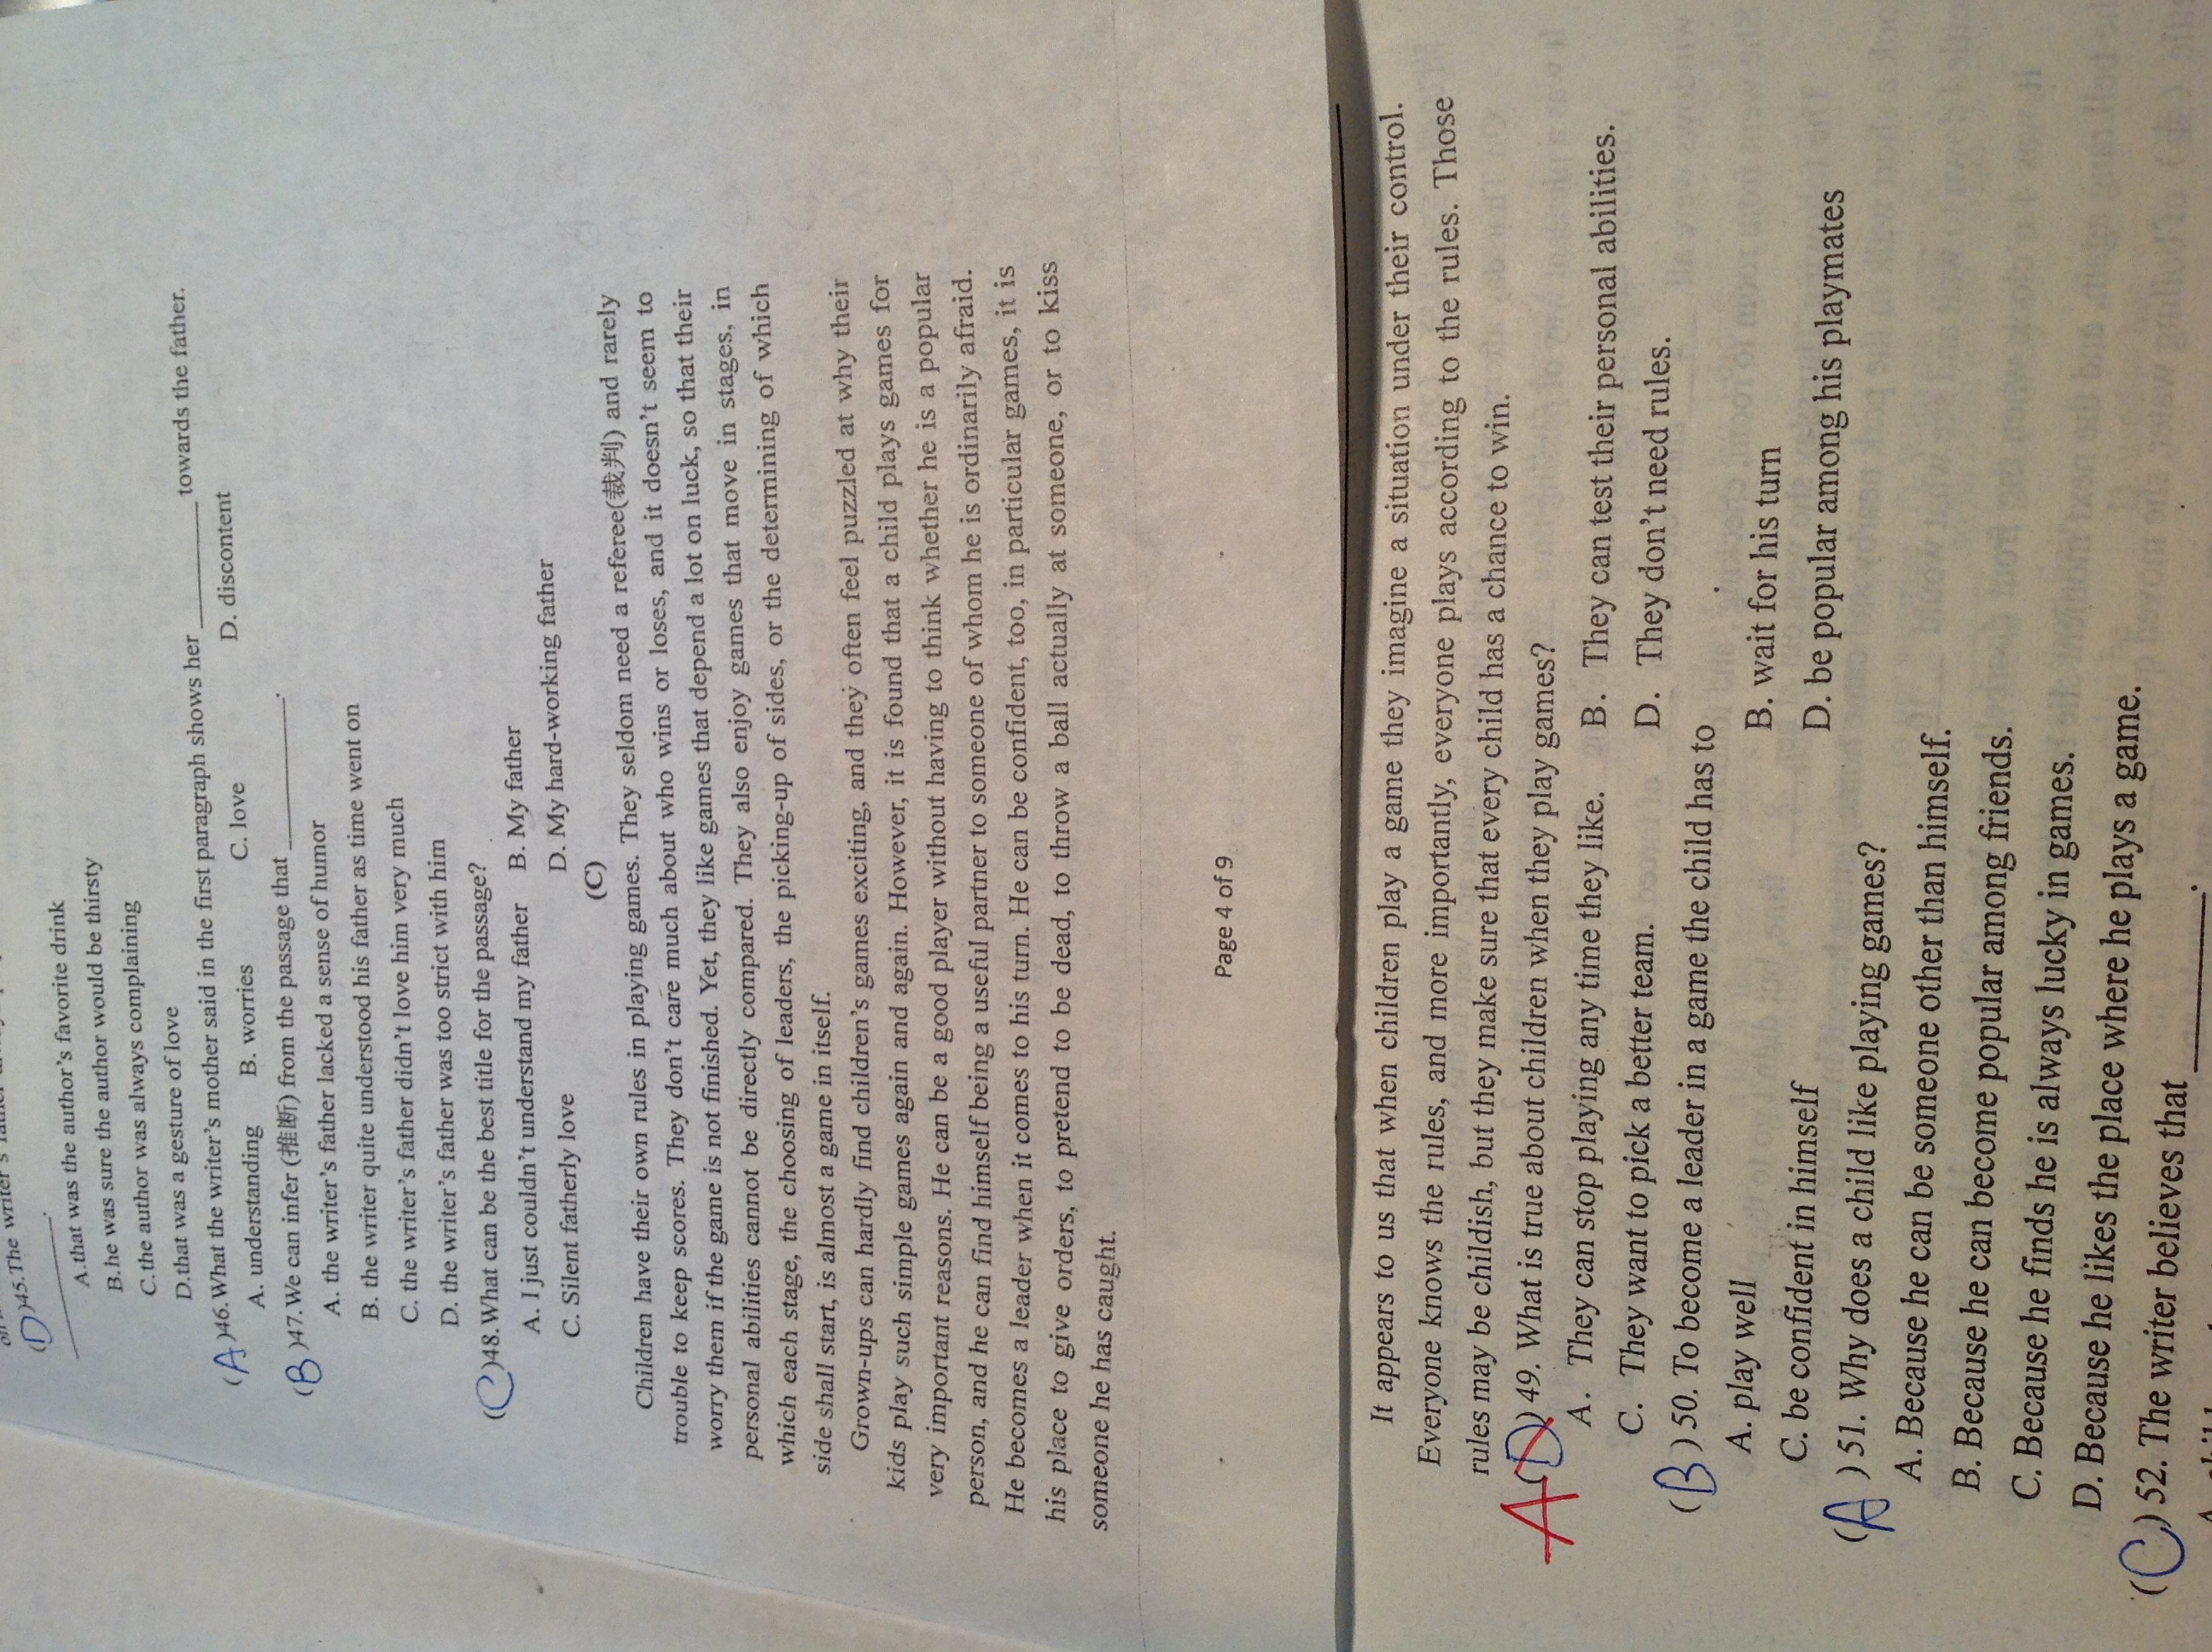 (D)45.The writer's
A.that was the author's favorite drink
B.he was sure the author would be thirsty
C.the author was always complaining
D.that was a gesture of love
(A)46.What the writer's mother said in the first paragraph shows her __________ towards the father.
A. understanding B. worries C. love D. discontent
(B)47.We can infer (推断) from the passage that ____________.
A. the writer's father lacked a sense of humor
B. the writer quite understood his father as time went on
C. the writer's father didn't love him very much
D. the writer's father was too strict with him
(C)48.What can be the best title for the passage?
A. I just couldn't understand my father B. My father
C. Silent fatherly love D. My hard-working father
(C)
Children have their own rules in playing games. They seldom need a referee(裁判) and rarely
trouble to keep scores. They don't care much about who wins or loses, and it doesn't seem to
worry them if the game is not finished. Yet, they like games that depend a lot on luck, so that their
personal abilities cannot be directly compared. They also enjoy games that move in stages, in
which each stage, the choosing of leaders, the picking-up of sides, or the determining of which
side shall start, is almost a game in itself.
Grown-ups can hardly find children's games exciting, and they often feel puzzled at why their
kids play such simple games again and again. However, it is found that a child plays games for
very important reasons. He can be a good player without having to think whether he is a popular
person, and he can find himself being a useful partner to someone of whom he is ordinarily afraid.
He becomes a leader when it comes to his turn. He can be confident, too, in particular games, it is
his place to give orders, to pretend to be dead, to throw a ball actually at someone, or to kiss
someone he has caught.
Page 4 of 9
It appears to us that when children play a game they imagine a situation under their control.
Everyone knows the rules, and more importantly, everyone plays according to the rules. Those
rules may be childish, but they make sure that every child has a chance to win.
A(D) 49. What is true about children when they play games?
A. They can stop playing any time they like. B. They can test their personal abilities.
C. They want to pick a better team. D. They don't need rules.
(B) 50. To become a leader in a game the child has to .
A. play well B. wait for his turn
C. be confident in himself D. be popular among his playmates
(A) 51. Why does a child like playing games?
A. Because he can be someone other than himself.
B. Because he can become popular among friends.
C. Because he finds he is always lucky in games.
D. Because he likes the place where he plays a game.
(C) 52. The writer believes that __________.